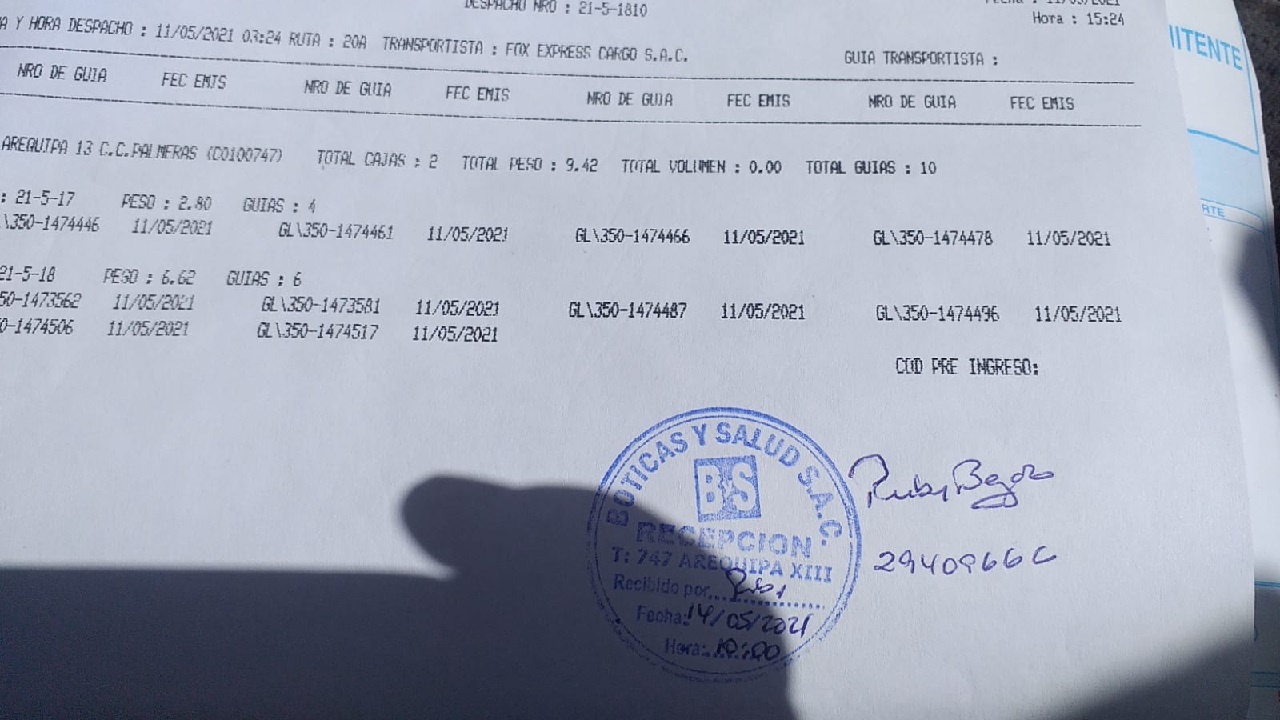 DESPACHO NRO : 21-5-1810
Hora : 15:24
A Y HORA DESPACHO : 11/05/2021 03:24 RUTA : 20A TRANSPORTISTA : FOX EXPRESS CARGO S.A.C. GUIA TRANSPORTISTA :
MITENTE
NRO DE GUIA FEC EMIS NRO DE GUIA FEC EMIS NRO DE GUIA FEC EMIS NRO DE GUIA FEC EMIS
AREQUIPA 13 C.C.PALMERAS (C0100747) TOTAL CAJAS : 2 TOTAL PESO : 9.42 TOTAL VOLUMEN : 0.00 TOTAL GUIAS : 10
: 21-5-17 PESO : 2.80 GUIAS : 4
\350-1474446 11/05/2021 GL\350-1474461 11/05/2021 GL\350-1474466 11/05/2021 GL\350-1474478 11/05/2021
21-5-18 PESO : 6.62 GUIAS : 6
50-1473562 11/05/2021 GL\350-1473581 11/05/2021 GL\350-1474487 11/05/2021 GL\350-1474496 11/05/2021
0-1474506 11/05/2021 GL\350-1474517 11/05/2021
COD PRE INGRESO:
BOTICAS Y SALUD S.A.C.
BS
RECEPCION
T: 747 AREQUIPA XIII
Recibido por
Fecha: 14/05/2021
Hora: 10:00
Ruby
2940966